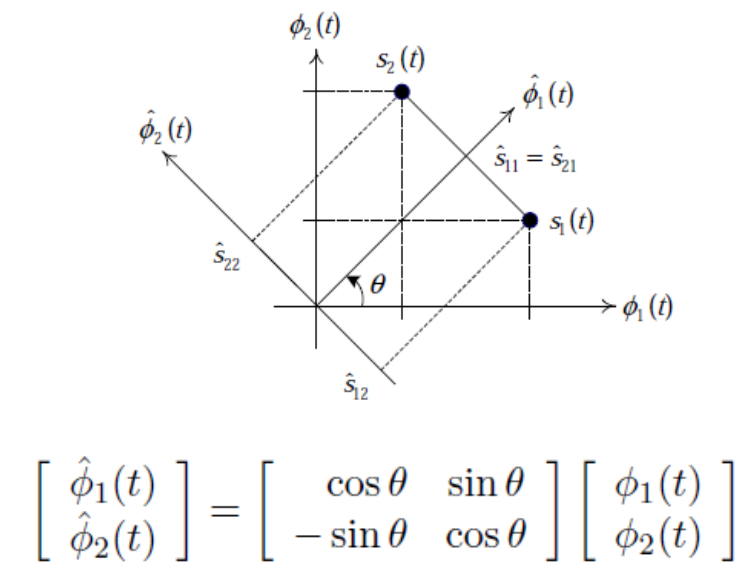 ϕ₂(t)
s₂(t)
ϕ̂₁(t)
ϕ̂₂(t)
ŝ₁₁ = ŝ₂₁
s₁(t)
ŝ₂₂
θ
ϕ₁(t)
ŝ₁₂
[ ϕ̂₁(t) ] = [ cos θ sin θ ] [ ϕ₁(t) ]
[ ϕ̂₂(t) ] [ − sin θ cos θ ] [ ϕ₂(t) ]